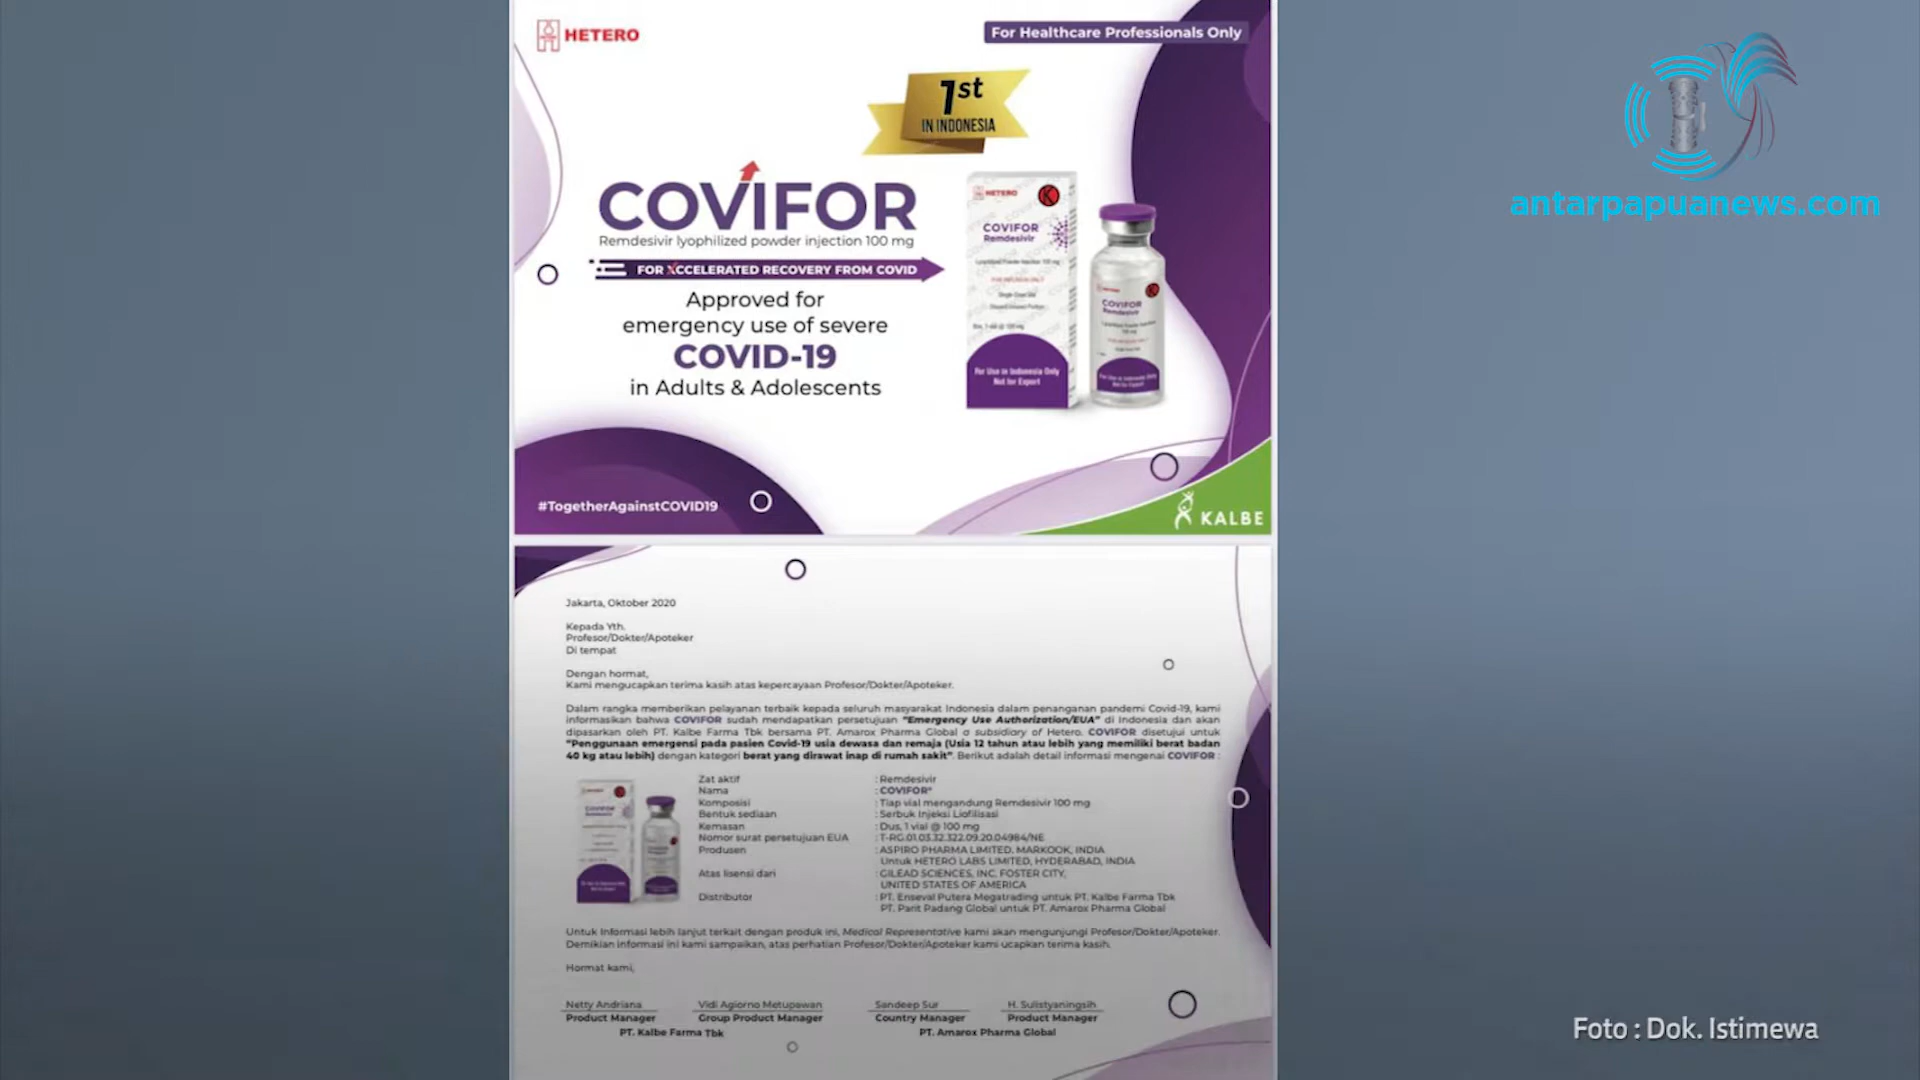 HETERO
For Healthcare Professionals Only
1st
IN INDONESIA
COVIFOR
Remdesivir lyophilized powder injection 100 mg
FOR XCCELERATED RECOVERY FROM COVID
Approved for
emergency use of severe
COVID-19
in Adults & Adolescents
HETERO
COVIFOR
Remdesivir
For Use in Indonesia Only
Not for Export
HETERO
COVIFOR
Remdesivir
#TogetherAgainstCOVID19
KALBE
antarpapuanews.com
Jakarta, Oktober 2020
Kepada Yth.
Profesor/Dokter/Apoteker
Di tempat
Dengan hormat,
Kami mengucapkan terima kasih atas kepercayaan Profesor/Dokter/Apoteker.
Dalam rangka memberikan pelayanan terbaik kepada seluruh masyarakat Indonesia dalam penanganan pandemi Covid-19, kami
informasikan bahwa COVIFOR sudah mendapatkan persetujuan "Emergency Use Authorization/EUA" di Indonesia dan akan
dipasarkan oleh PT. Kalbe Farma Tbk bersama PT. Amarox Pharma Global a subsidiary of Hetero. COVIFOR disetujui untuk
"Penggunaan emergensi pada pasien Covid-19 usia dewasa dan remaja (Usia 12 tahun atau lebih yang memiliki berat badan
40 kg atau lebih) dengan kategori berat yang dirawat inap di rumah sakit". Berikut adalah detail informasi mengenai COVIFOR :
Zat aktif : Remdesivir
Nama : COVIFOR®
Komposisi : Tiap vial mengandung Remdesivir 100 mg
Bentuk sediaan : Serbuk Injeksi Liofilisasi
Kemasan : Dus, 1 vial @ 100 mg
Nomor surat persetujuan EUA : T-RG.01.03.32.322.09.20.04984/NE
Produsen : ASPIRO PHARMA LIMITED, MARKOOK, INDIA
Untuk HETERO LABS LIMITED, HYDERABAD, INDIA
Atas lisensi dari : GILEAD SCIENCES, INC. FOSTER CITY,
UNITED STATES OF AMERICA
Distributor : PT. Enseval Putera Megatrading untuk PT. Kalbe Farma Tbk
PT. Parit Padang Global untuk PT. Amarox Pharma Global
Untuk Informasi lebih lanjut terkait dengan produk ini, Medical Representative kami akan mengunjungi Profesor/Dokter/Apoteker.
Demikian informasi ini kami sampaikan, atas perhatian Profesor/Dokter/Apoteker kami ucapkan terima kasih.
Hormat kami,
Netty Andriana Vidi Agiorno Metupawan Sandeep Sur H. Sulistyaningsih
Product Manager Group Product Manager Country Manager Product Manager
PT. Kalbe Farma Tbk PT. Amarox Pharma Global
Foto : Dok. Istimewa